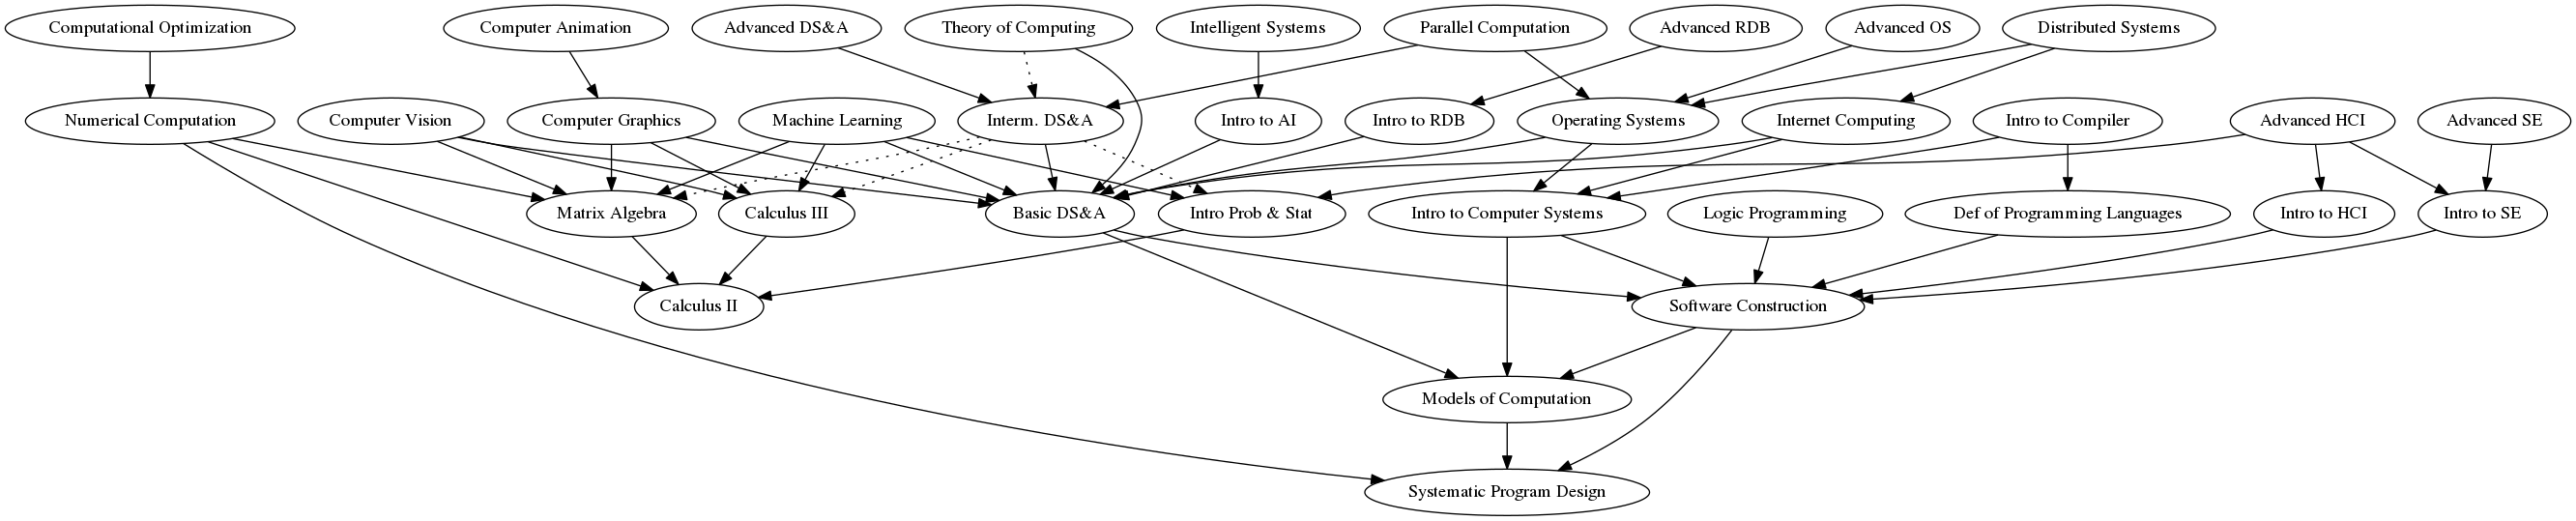 Computational Optimization
Computer Animation
Advanced DS&A
Theory of Computing
Intelligent Systems
Parallel Computation
Advanced RDB
Advanced OS
Distributed Systems
Numerical Computation
Computer Vision
Computer Graphics
Machine Learning
Interm. DS&A
Intro to AI
Intro to RDB
Operating Systems
Internet Computing
Intro to Compiler
Advanced HCI
Advanced SE
Matrix Algebra
Calculus III
Basic DS&A
Intro Prob & Stat
Intro to Computer Systems
Logic Programming
Def of Programming Languages
Intro to HCI
Intro to SE
Calculus II
Software Construction
Models of Computation
Systematic Program Design